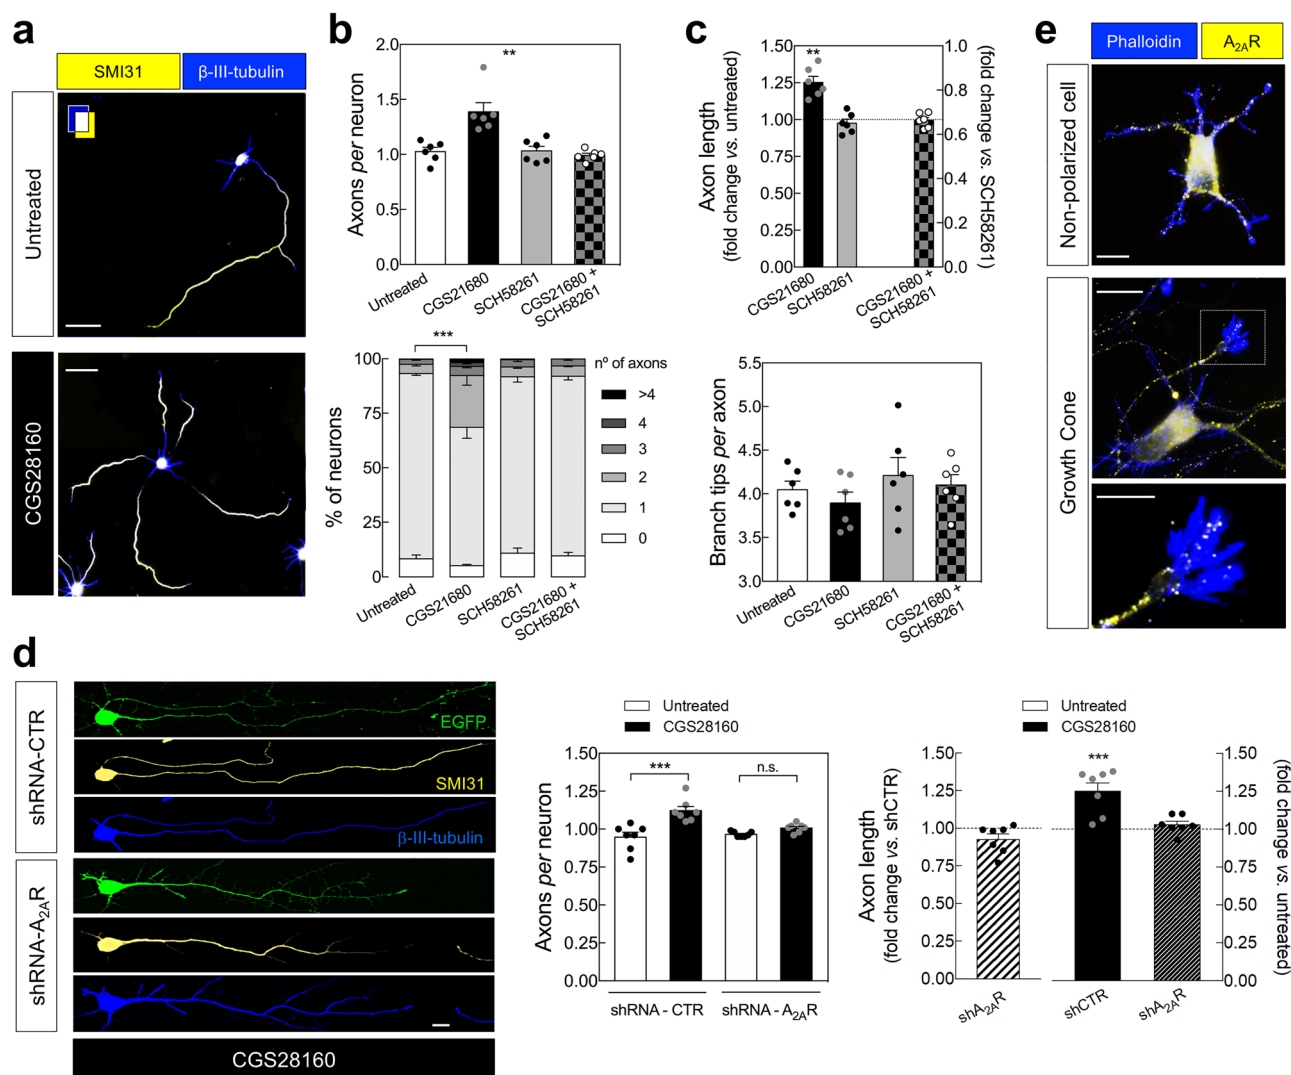 a
SMI31
β-III-tubulin
Untreated
CGS28160
b
Axons per neuron
2.0
1.5
1.0
0.5
0.0
**
Untreated
CGS21680
SCH58261
CGS21680 +
SCH58261
% of neurons
100
75
50
25
0
***
nº of axons
>4
4
3
2
1
0
Untreated
CGS21680
SCH58261
CGS21680 +
SCH58261
c
Axon length
(fold change vs. untreated)
1.50
1.25
1.00
0.75
0.50
0.25
0.00
**
1.0
0.8
0.6
0.4
0.2
0.0
(fold change vs. SCH58261)
CGS21680
SCH58261
CGS21680 +
SCH58261
Branch tips per axon
5.5
5.0
4.5
4.0
3.5
3.0
Untreated
CGS21680
SCH58261
CGS21680 +
SCH58261
e
Phalloidin
A2AR
Non-polarized cell
Growth Cone
d
shRNA-CTR
EGFP
SMI31
β-III-tubulin
shRNA-A2AR
CGS28160
Untreated
CGS28160
Axons per neuron
1.50
1.25
1.00
0.75
0.50
0.25
0.00
***
n.s.
shRNA - CTR
shRNA - A2AR
Untreated
CGS28160
Axon length
(fold change vs. shCTR)
1.50
1.25
1.00
0.75
0.50
0.25
0.00
***
1.50
1.25
1.00
0.75
0.50
0.25
0.00
(fold change vs. untreated)
shA2AR
shCTR
shA2AR